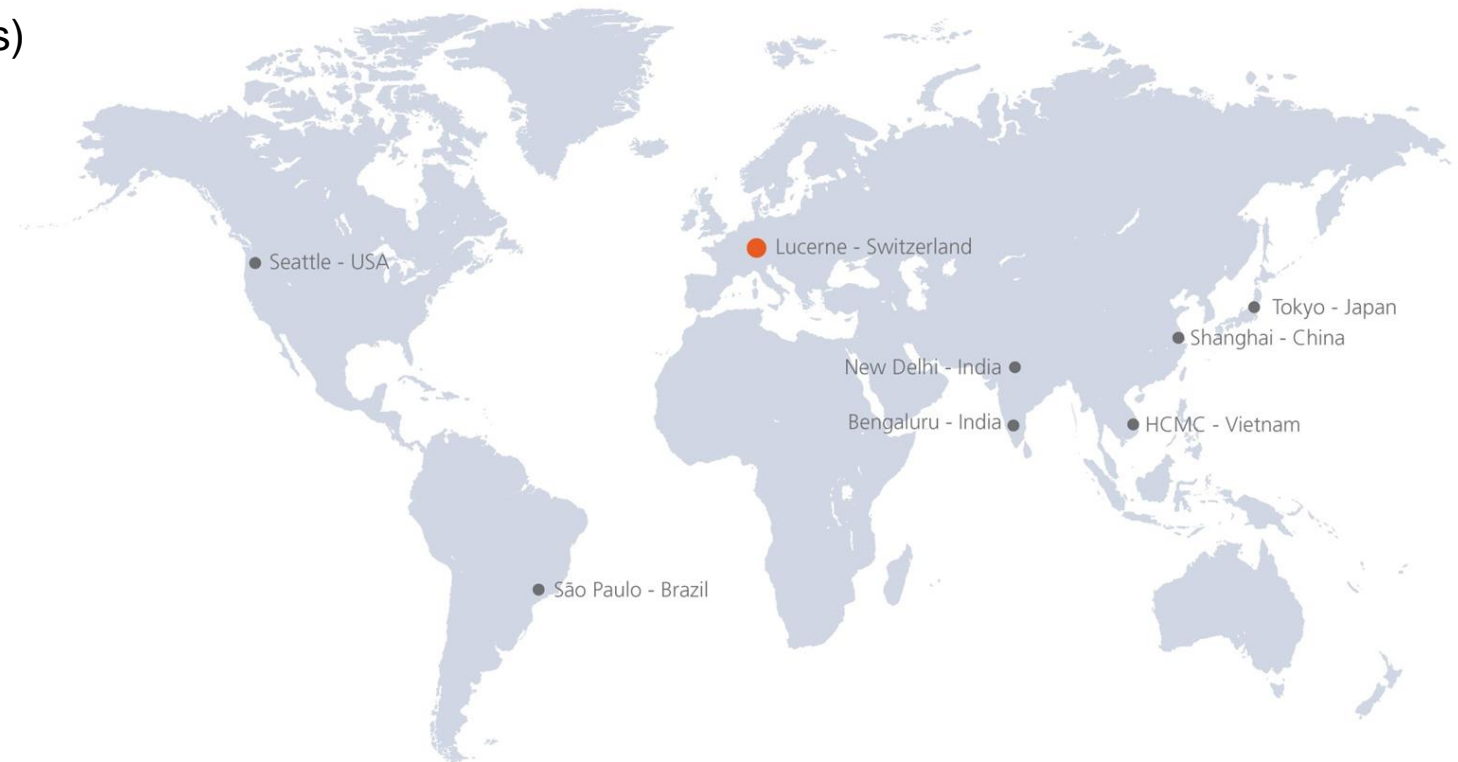 s)
Lucerne - Switzerland
Seattle - USA
Tokyo - Japan
Shanghai - China
New Delhi - India
Bengaluru - India
HCMC - Vietnam
São Paulo - Brazil